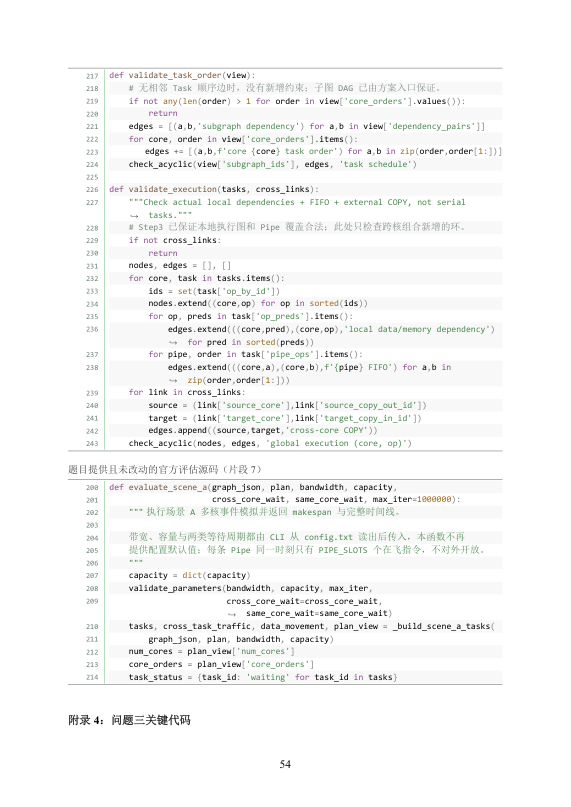 217 def validate_task_order(view):
218     # 无相邻 Task 顺序边时，没有新增约束；子图 DAG 已由方案入口保证。
219     if not any(len(order) > 1 for order in view['core_orders'].values()):
220         return
221     edges = [(a,b,'subgraph dependency') for a,b in view['dependency_pairs']]
222     for core, order in view['core_orders'].items():
223         edges += [(a,b,f'core {core} task order') for a,b in zip(order,order[1:])]
224     check_acyclic(view['subgraph_ids'], edges, 'task schedule')
225
226 def validate_execution(tasks, cross_links):
227     """Check actual local dependencies + FIFO + external COPY, not serial
↪ tasks."""
228     # Step3 已保证本地执行图和 Pipe 覆盖合法；此处只检查跨核组合新增的环。
229     if not cross_links:
230         return
231     nodes, edges = [], []
232     for core, task in tasks.items():
233         ids = set(task['op_by_id'])
234         nodes.extend((core,op) for op in sorted(ids))
235         for op, preds in task['op_preds'].items():
236             edges.extend(((core,pred),(core,op),'local data/memory dependency')
↪ for pred in sorted(preds))
237         for pipe, order in task['pipe_ops'].items():
238             edges.extend(((core,a),(core,b),f'{pipe} FIFO') for a,b in
↪ zip(order,order[1:]))
239     for link in cross_links:
240         source = (link['source_core'],link['source_copy_out_id'])
241         target = (link['target_core'],link['target_copy_in_id'])
242         edges.append((source,target,'cross-core COPY'))
243     check_acyclic(nodes, edges, 'global execution (core, op)')
题目提供且未改动的官方评估源码（片段 7）
200 def evaluate_scene_a(graph_json, plan, bandwidth, capacity,
201                      cross_core_wait, same_core_wait, max_iter=1000000):
202     """执行场景 A 多核事件模拟并返回 makespan 与完整时间线。
203
204     带宽、容量与两类等待周期都由 CLI 从 config.txt 读出后传入，本函数不再
205     提供配置默认值；每条 Pipe 同一时刻只有 PIPE_SLOTS 个在飞指令，不对外开放。
206     """
207     capacity = dict(capacity)
208     validate_parameters(bandwidth, capacity, max_iter,
209                         cross_core_wait=cross_core_wait,
↪ same_core_wait=same_core_wait)
210     tasks, cross_task_traffic, data_movement, plan_view = _build_scene_a_tasks(
211         graph_json, plan, bandwidth, capacity)
212     num_cores = plan_view['num_cores']
213     core_orders = plan_view['core_orders']
214     task_status = {task_id: 'waiting' for task_id in tasks}
附录 4：问题三关键代码
54